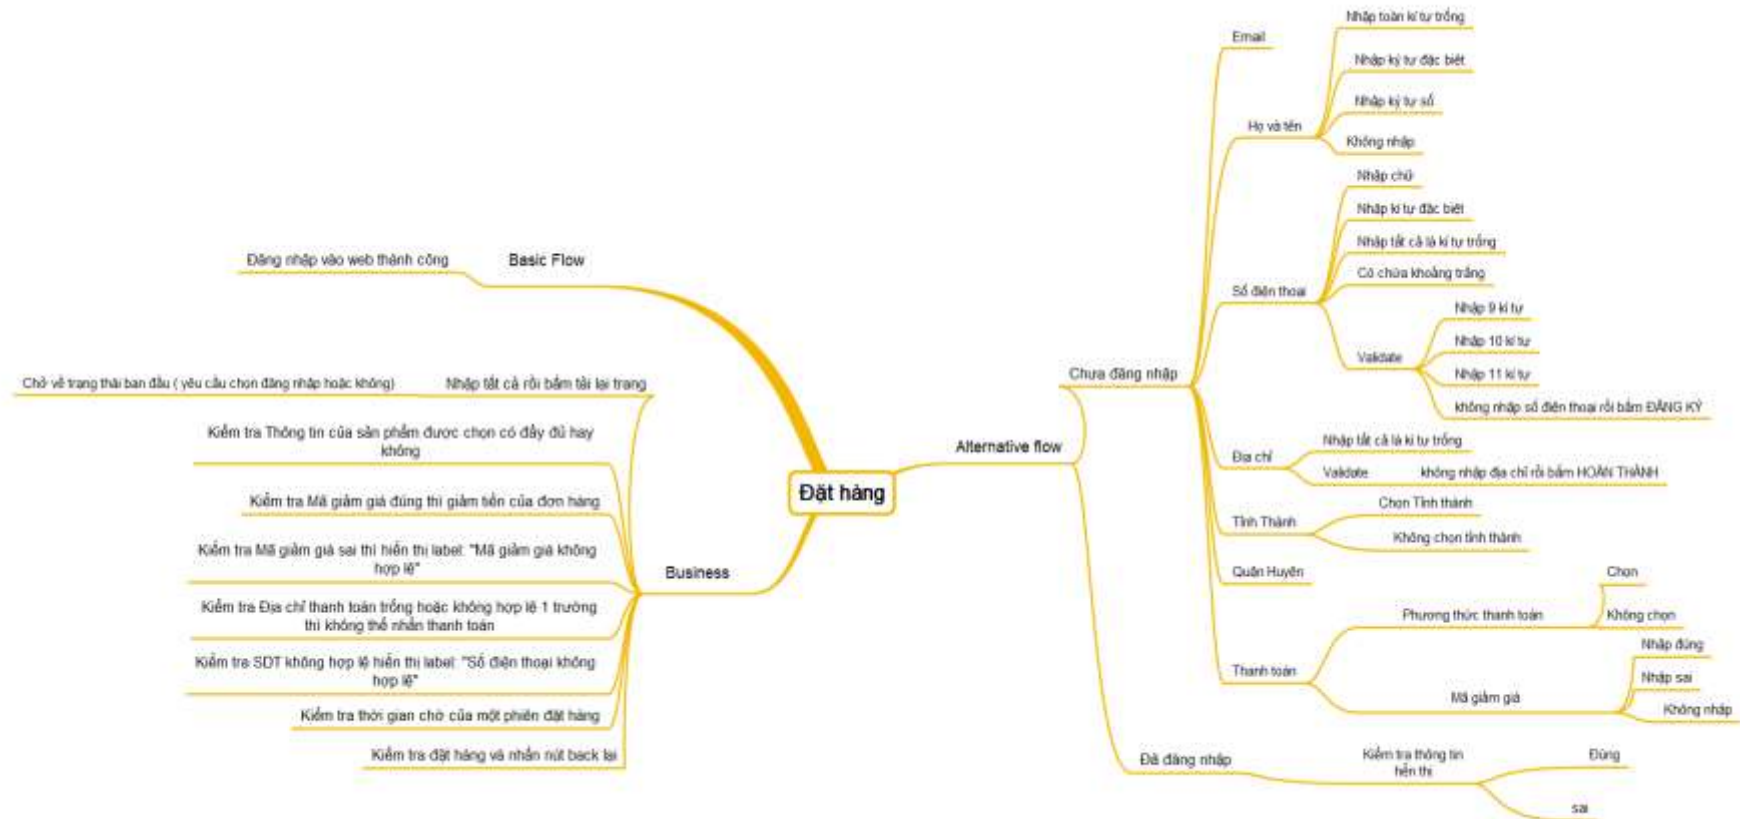 Đặt hàng
Basic Flow
Đăng nhập vào web thành công
Business
Nhập tất cả rồi bấm tải lại trang
Chở về trạng thái ban đầu ( yêu cầu chọn đăng nhập hoặc không)
Kiểm tra Thông tin của sản phẩm được chọn có đầy đủ hay
không
Kiểm tra Mã giảm giá đúng thì giảm tiền của đơn hàng
Kiểm tra Mã giảm giá sai thì hiển thị label: "Mã giảm giá không
hợp lệ"
Kiểm tra Địa chỉ thanh toán trống hoặc không hợp lệ 1 trường
thì không thể nhấn thanh toán
Kiểm tra SDT không hợp lệ hiển thị label: "Số điện thoại không
hợp lệ"
Kiểm tra thời gian chờ của một phiên đặt hàng
Kiểm tra đặt hàng và nhấn nút back lại
Alternative flow
Chưa đăng nhập
Email
Họ và tên
Nhập toàn kí tự trống
Nhập ký tự đặc biệt
Nhập ký tự số
Không nhập
Số điện thoại
Nhập chữ
Nhập kí tự đặc biệt
Nhập tất cả là kí tự trống
Có chứa khoảng trắng
Validate
Nhập 9 kí tự
Nhập 10 kí tự
Nhập 11 kí tự
không nhập số điện thoại rồi bấm ĐĂNG KÝ
Địa chỉ
Nhập tất cả là kí tự trống
Validate
không nhập địa chỉ rồi bấm HOÀN THÀNH
Tỉnh Thành
Chọn Tỉnh thành
Không chọn tỉnh thành
Quận Huyện
Thanh toán
Phương thức thanh toán
Chọn
Không chọn
Mã giảm giá
Nhập đúng
Nhập sai
Không nhập
Đã đăng nhập
Kiểm tra thông tin
hển thị
Đúng
sai